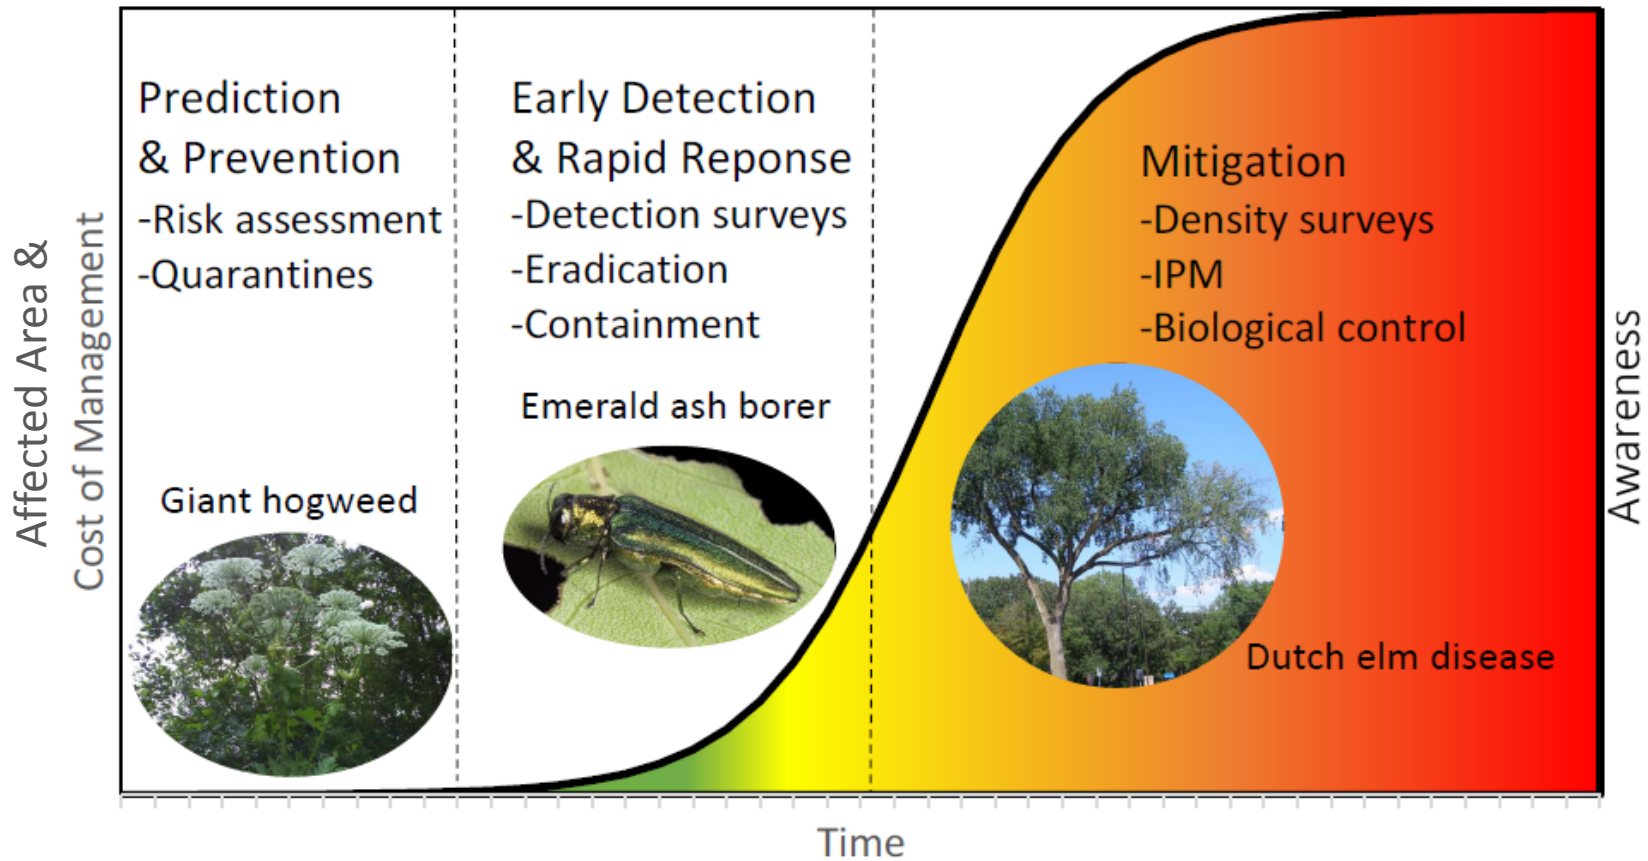 Prediction
& Prevention
-Risk assessment
-Quarantines
Giant hogweed
Early Detection
& Rapid Reponse
-Detection surveys
-Eradication
-Containment
Emerald ash borer
Mitigation
-Density surveys
-IPM
-Biological control
Dutch elm disease
Affected Area &
Cost of Management
Awareness
Time